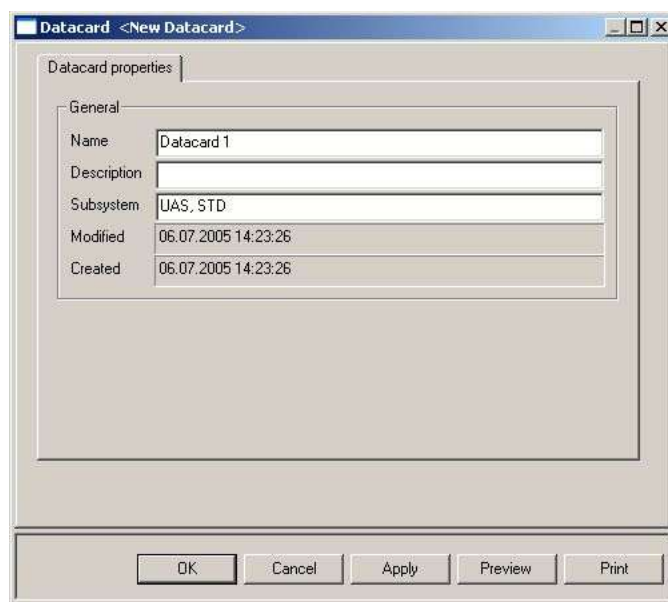 Datacard <New Datacard>
Datacard properties
General
Name Datacard 1
Description
Subsystem UAS, STD
Modified 06.07.2005 14:23:26
Created 06.07.2005 14:23:26
OK Cancel Apply Preview Print